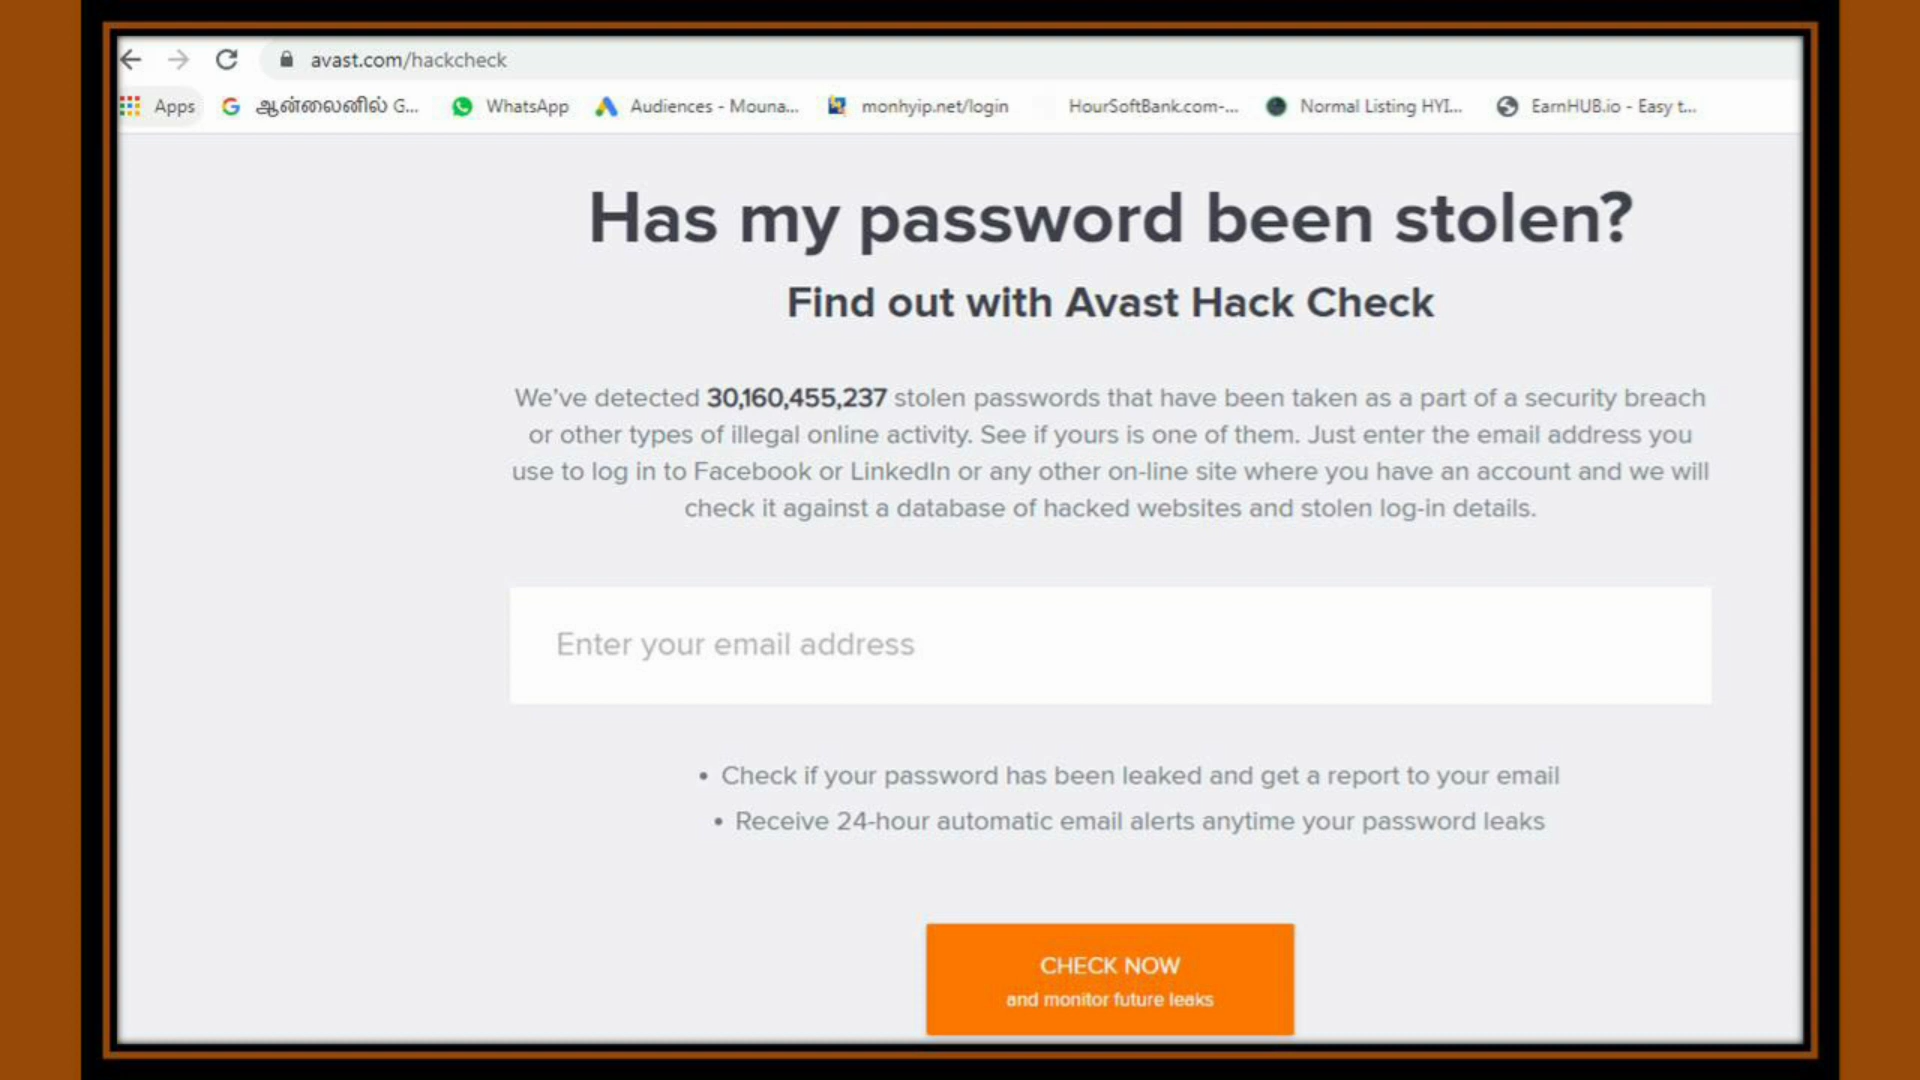 avast.com/hackcheck
Apps ஆன்லைனில் G... WhatsApp Audiences - Mouna... monhyip.net/login HourSoftBank.com-... Normal Listing HYI... EarnHUB.io - Easy t...
Has my password been stolen?
Find out with Avast Hack Check
We've detected 30,160,455,237 stolen passwords that have been taken as a part of a security breach
or other types of illegal online activity. See if yours is one of them. Just enter the email address you
use to log in to Facebook or LinkedIn or any other on-line site where you have an account and we will
check it against a database of hacked websites and stolen log-in details.
Enter your email address
• Check if your password has been leaked and get a report to your email
• Receive 24-hour automatic email alerts anytime your password leaks
CHECK NOW
and monitor future leaks